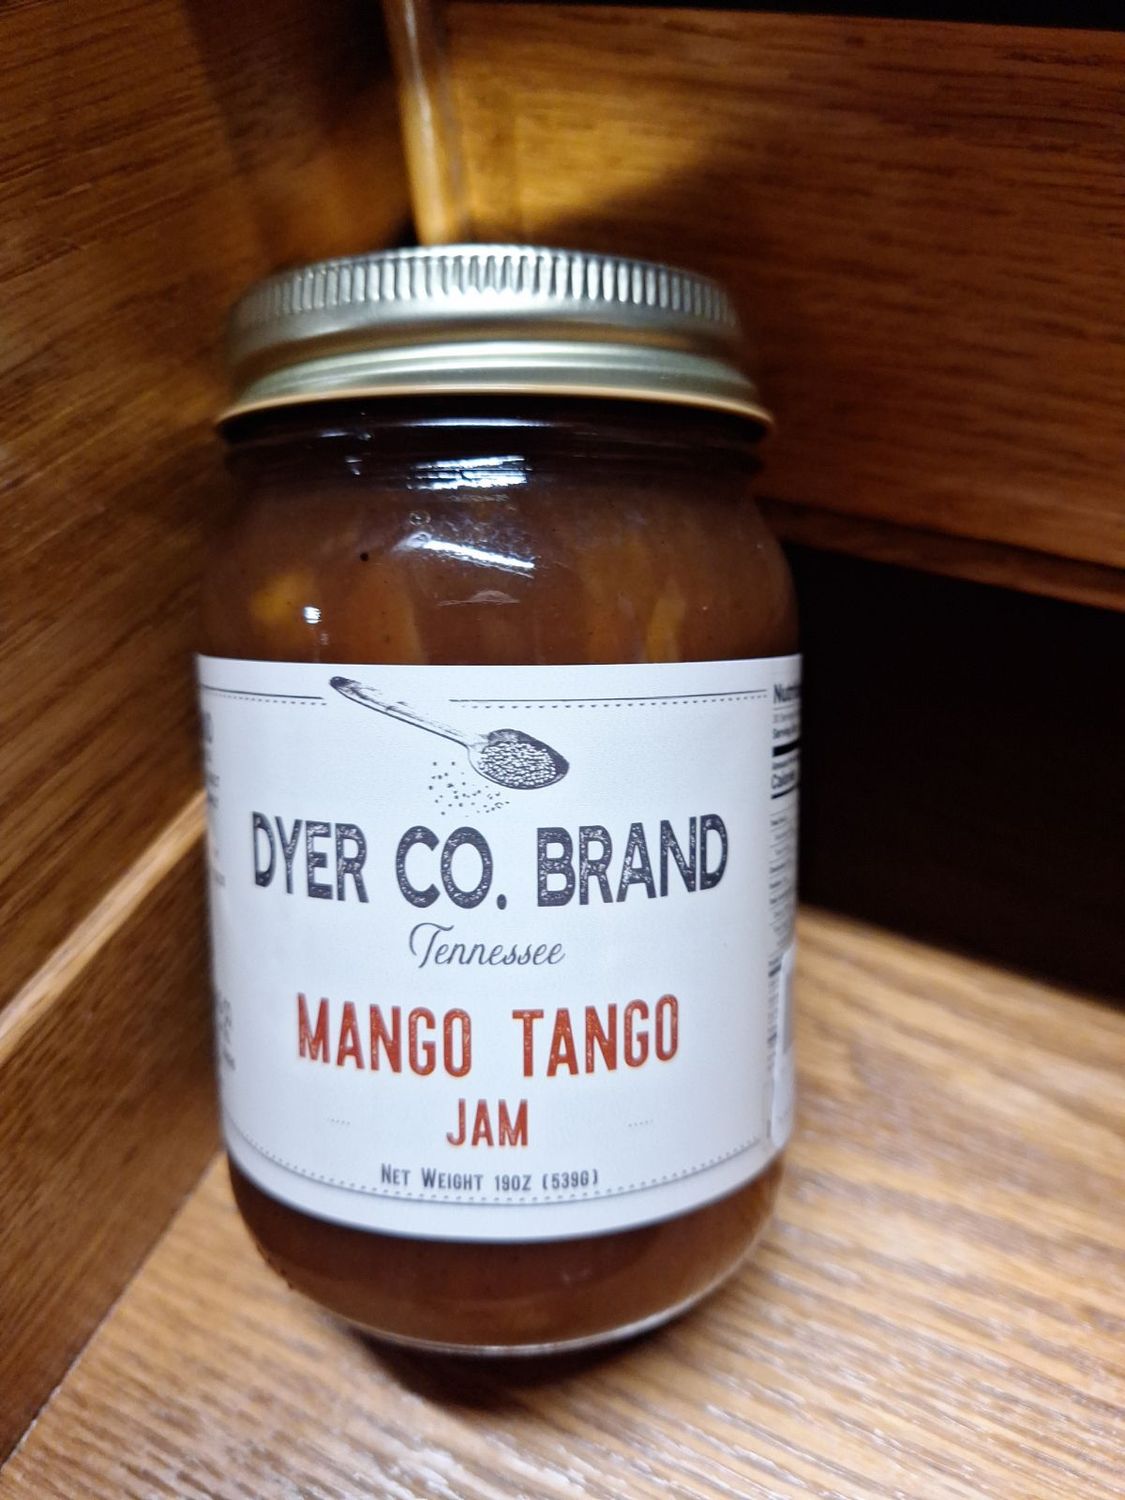 DYER CO. BRAND
Tennessee
MANGO TANGO
JAM
NET WEIGHT 19OZ (539G)